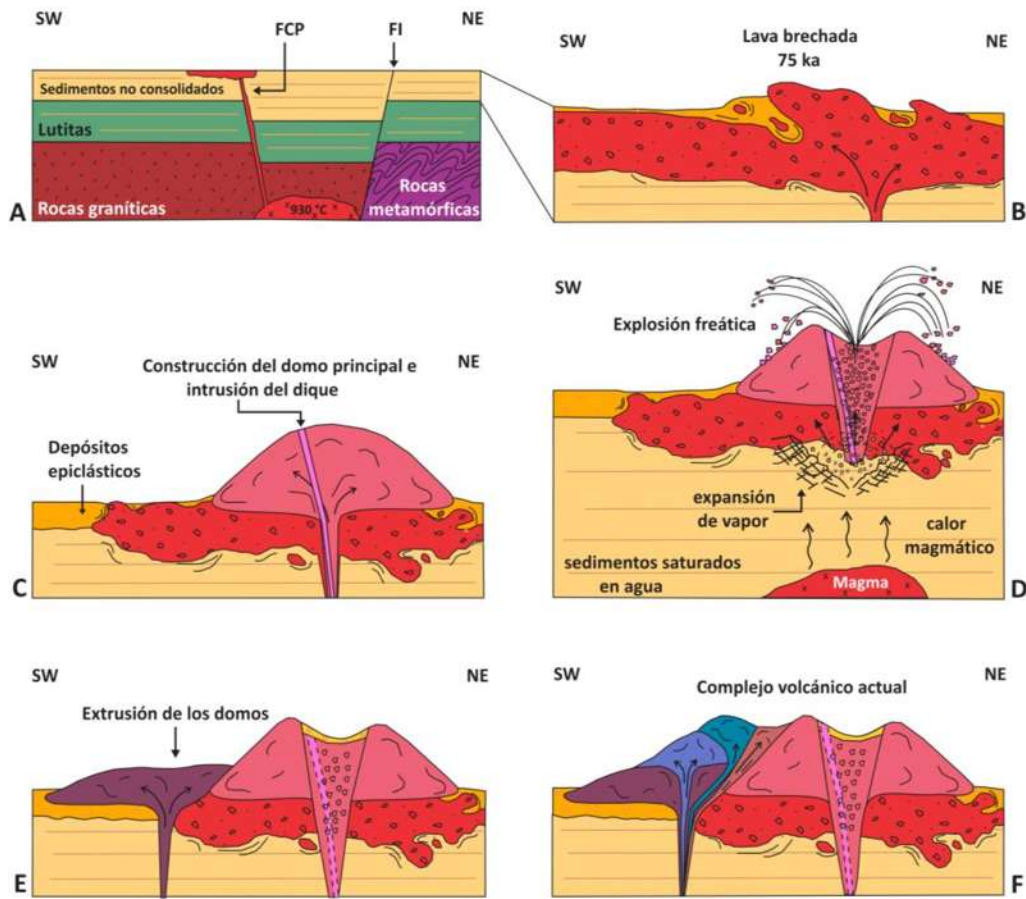 SW
FCP
FI
NE
Sedimentos no consolidados
Lutitas
Rocas graníticas
930 °C
Rocas
metamórficas
A
SW
Lava brechada
75 ka
NE
B
SW
Construcción del domo principal e
intrusión del dique
NE
Depósitos
epiclásticos
C
SW
NE
Explosión freática
expansión
de vapor
calor
magmático
sedimentos saturados
en agua
Magma
D
SW
NE
Extrusión de los domos
E
SW
NE
Complejo volcánico actual
F